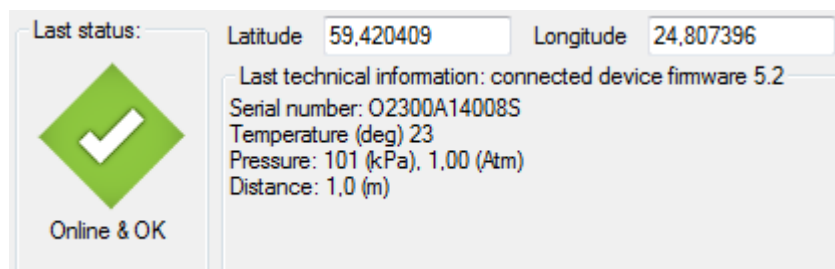 Last status:
Latitude 59,420409 Longitude 24,807396
Last technical information: connected device firmware 5.2
Serial number: O2300A14008S
Temperature (deg) 23
Pressure: 101 (kPa), 1,00 (Atm)
Distance: 1,0 (m)
Online & OK